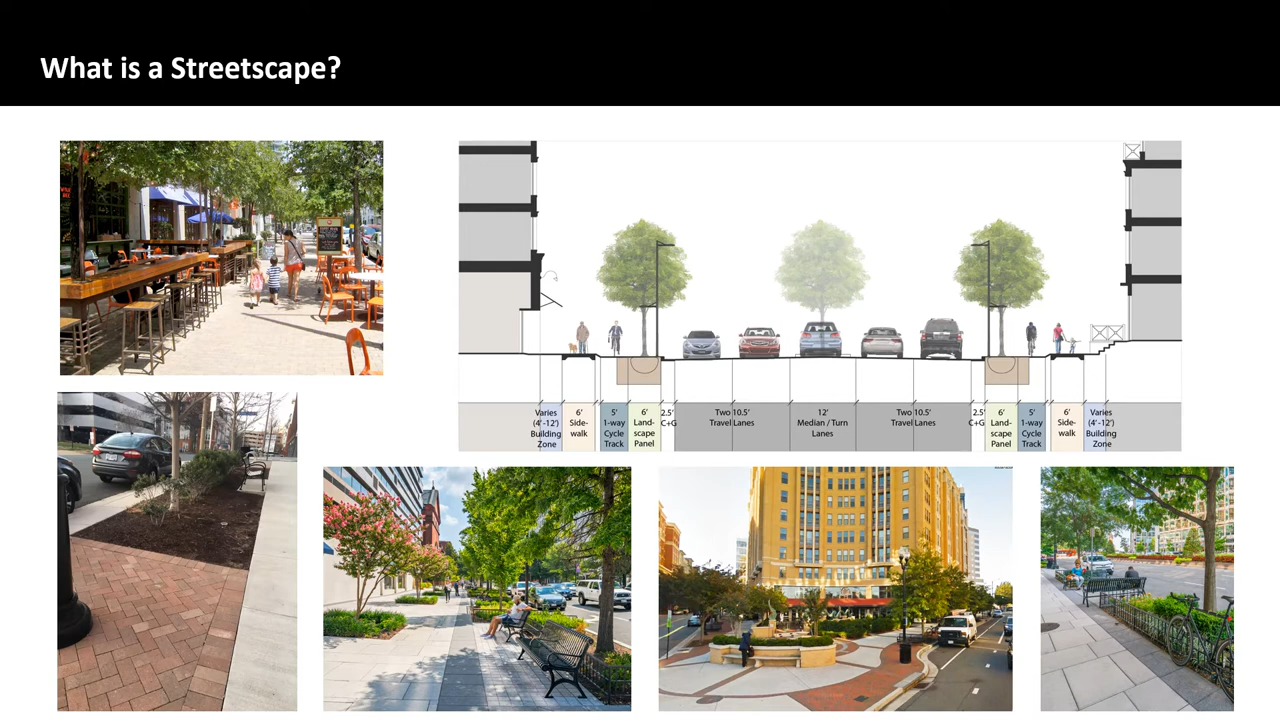 What is a Streetscape?
Varies
(4'-12')
Building
Zone
6'
Side-
walk
5'
1-way
Cycle
Track
6'
Land-
scape
Panel
2.5'
C+G
Two 10.5'
Travel Lanes
12'
Median / Turn
Lanes
Two 10.5'
Travel Lanes
2.5'
C+G
6'
Land-
scape
Panel
5'
1-way
Cycle
Track
6'
Side-
walk
Varies
(4'-12')
Building
Zone